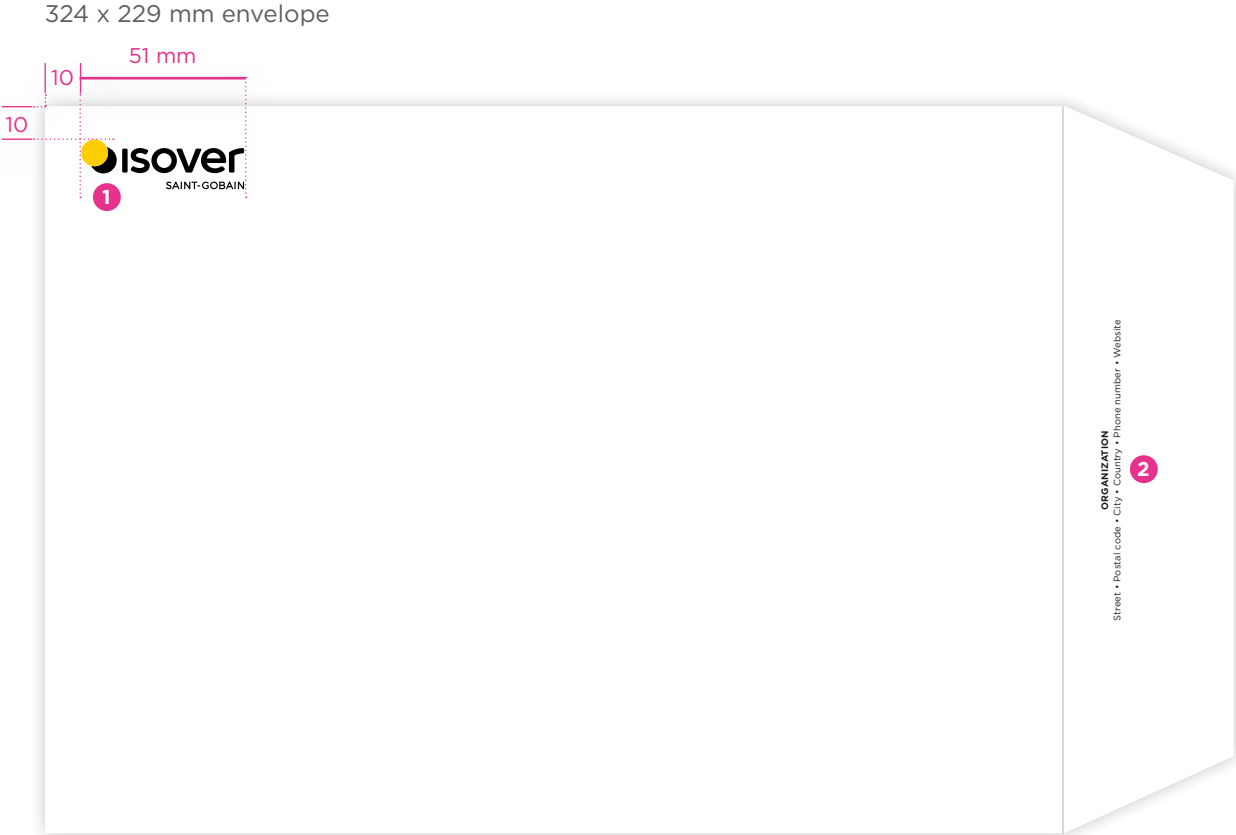 324 x 229 mm envelope
51 mm
10
10
ISOVer
SAINT-GOBAIN
1
ORGANIZATION
Street • Postal code • City • Country • Phone number • Website
2